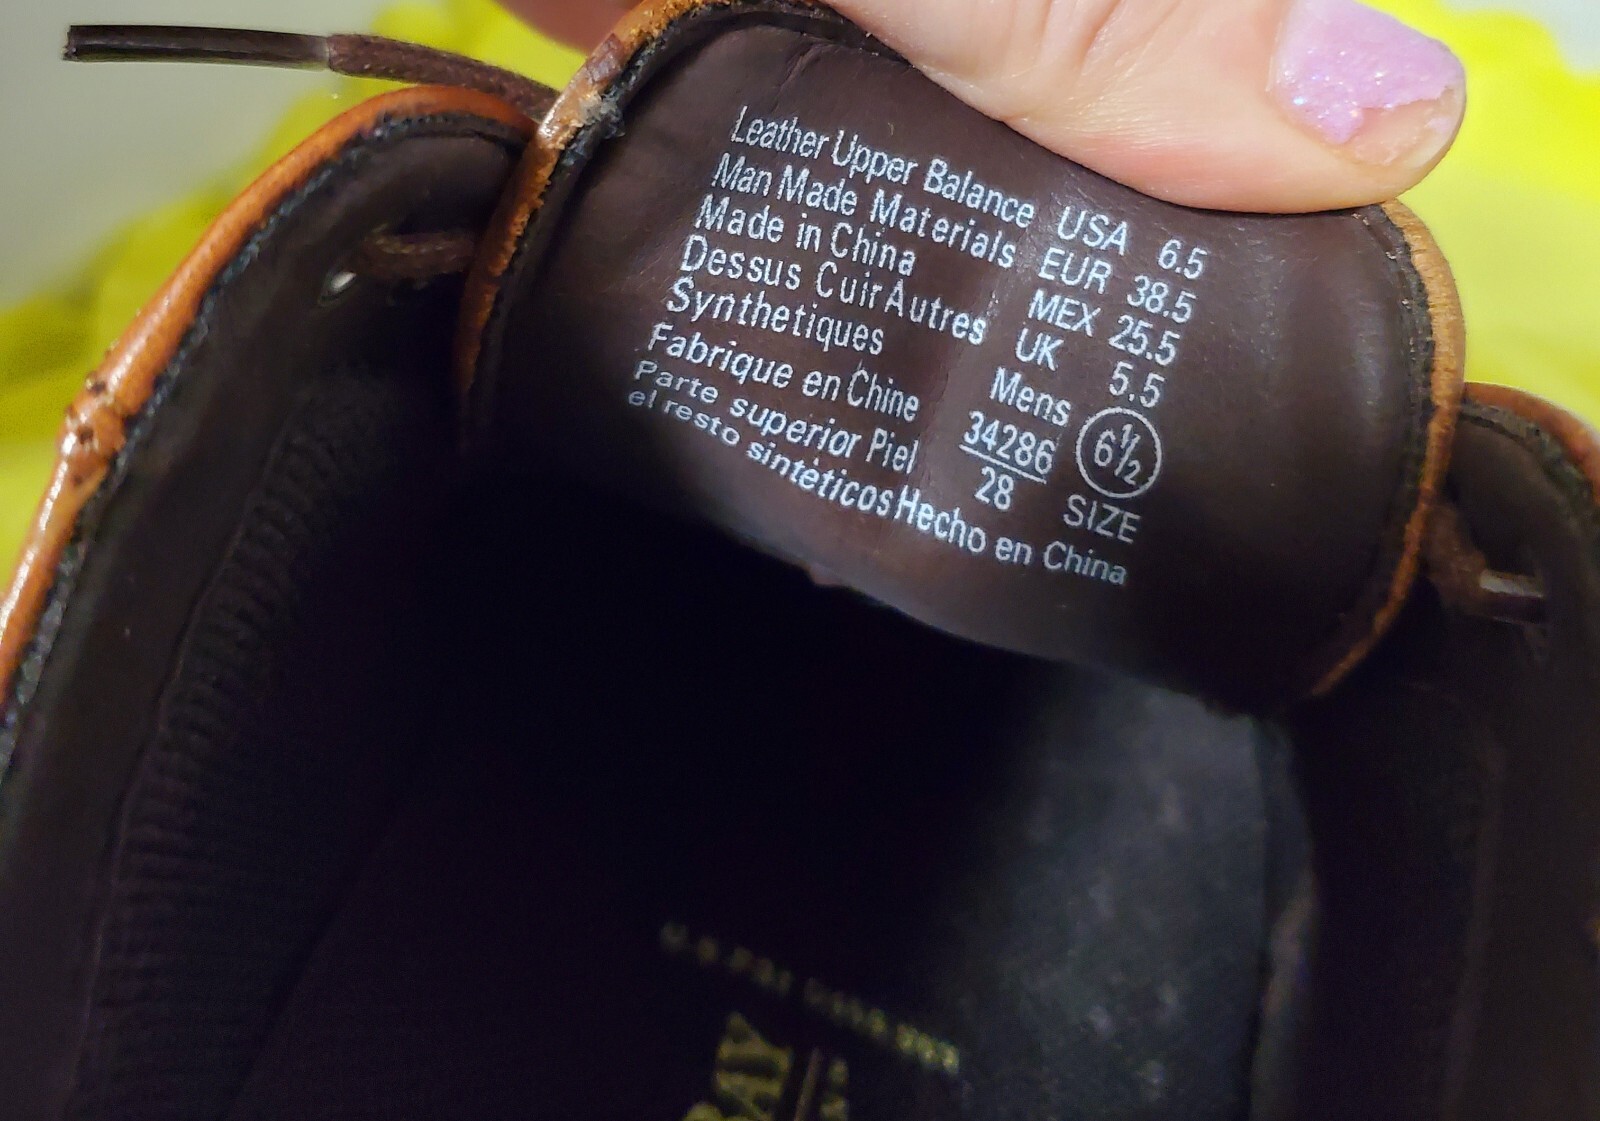 Leather Upper Balance
Man Made Materials
Made in China
Dessus Cuir Autres
Synthetiques
Fabrique en Chine
Parte superior Piel
el resto sintèticos Hecho en China
USA 6.5
EUR 38.5
MEX 25.5
UK 5.5
Mens 6½
34286
28
SIZE